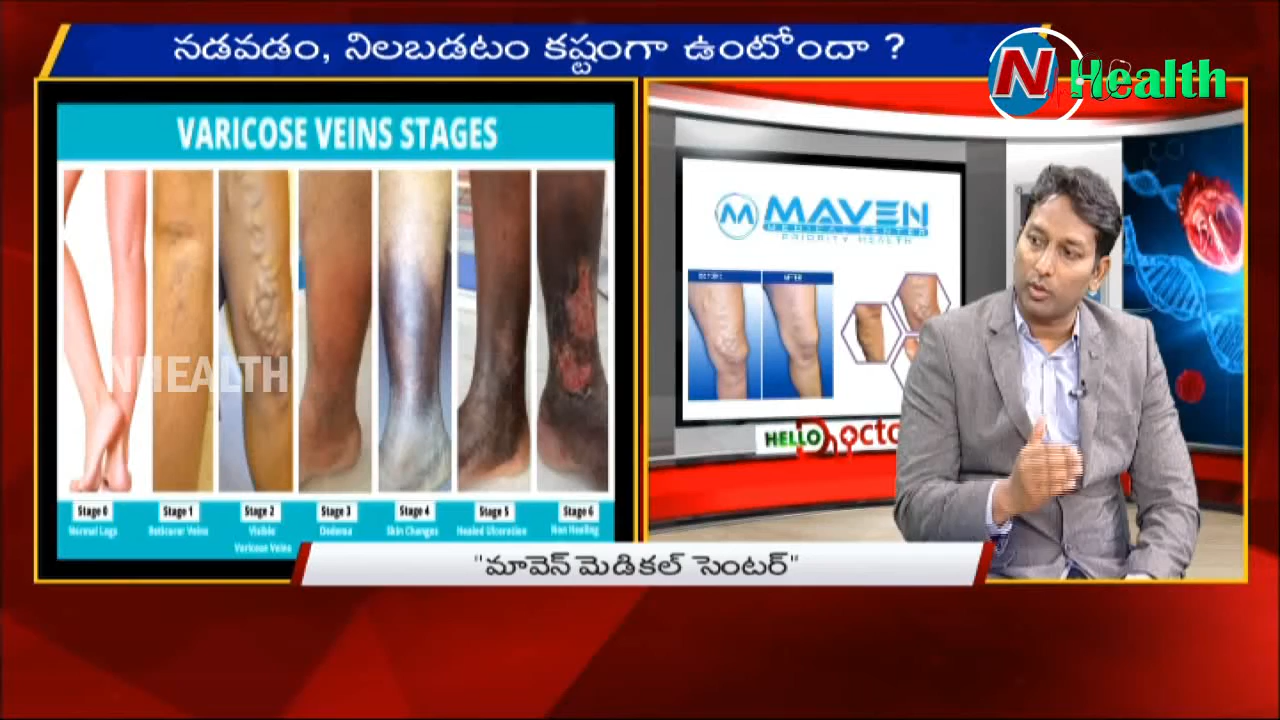 నడవడం, నిలబడటం కష్టంగా ఉంటోందా ?
N Health
VARICOSE VEINS STAGES
NHEALTH
Stage 0
Normal Legs
Stage 1
Reticurer Veins
Stage 2
Visible
Varicose Veins
Stage 3
Oedema
Stage 4
Skin Changes
Stage 5
Healed Ulceration
Stage 6
Non Healing
M MAVEN
MEDICAL CENTER
PRIORITY HEALTH
BEFORE
AFTER
HELLO Docto
"మావెన్ మెడికల్ సెంటర్"